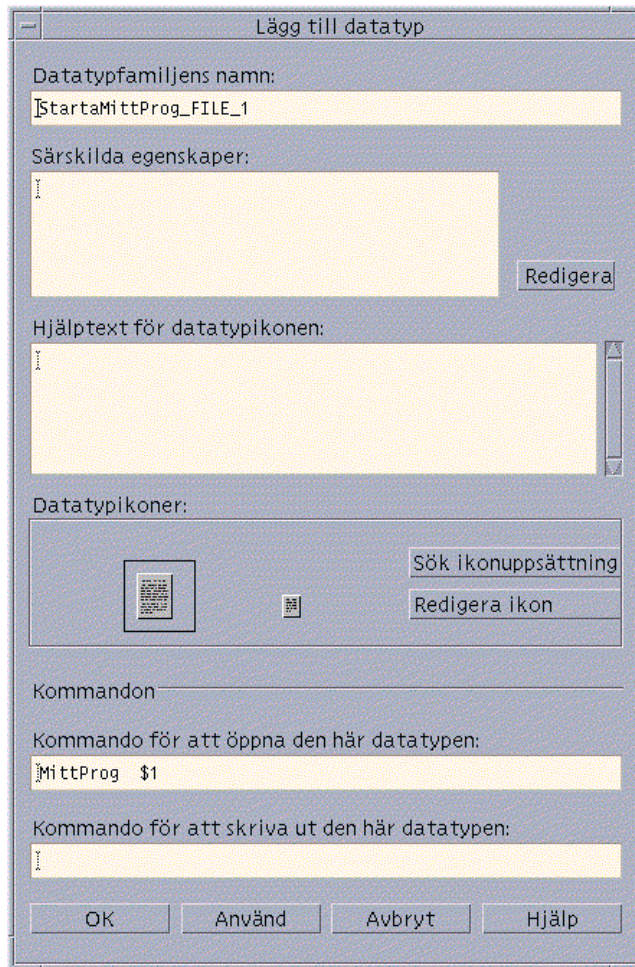 Lägg till datatyp
Datatypfamiljens namn:
StartaMittProg_FILE_1
Särskilda egenskaper:
Redigera
Hjälptext för datatypikonen:
Datatypikoner:
Sök ikonuppsättning
Redigera ikon
Kommandon
Kommando för att öppna den här datatypen:
MittProg $1
Kommando för att skriva ut den här datatypen:
OK Använd Avbryt Hjälp